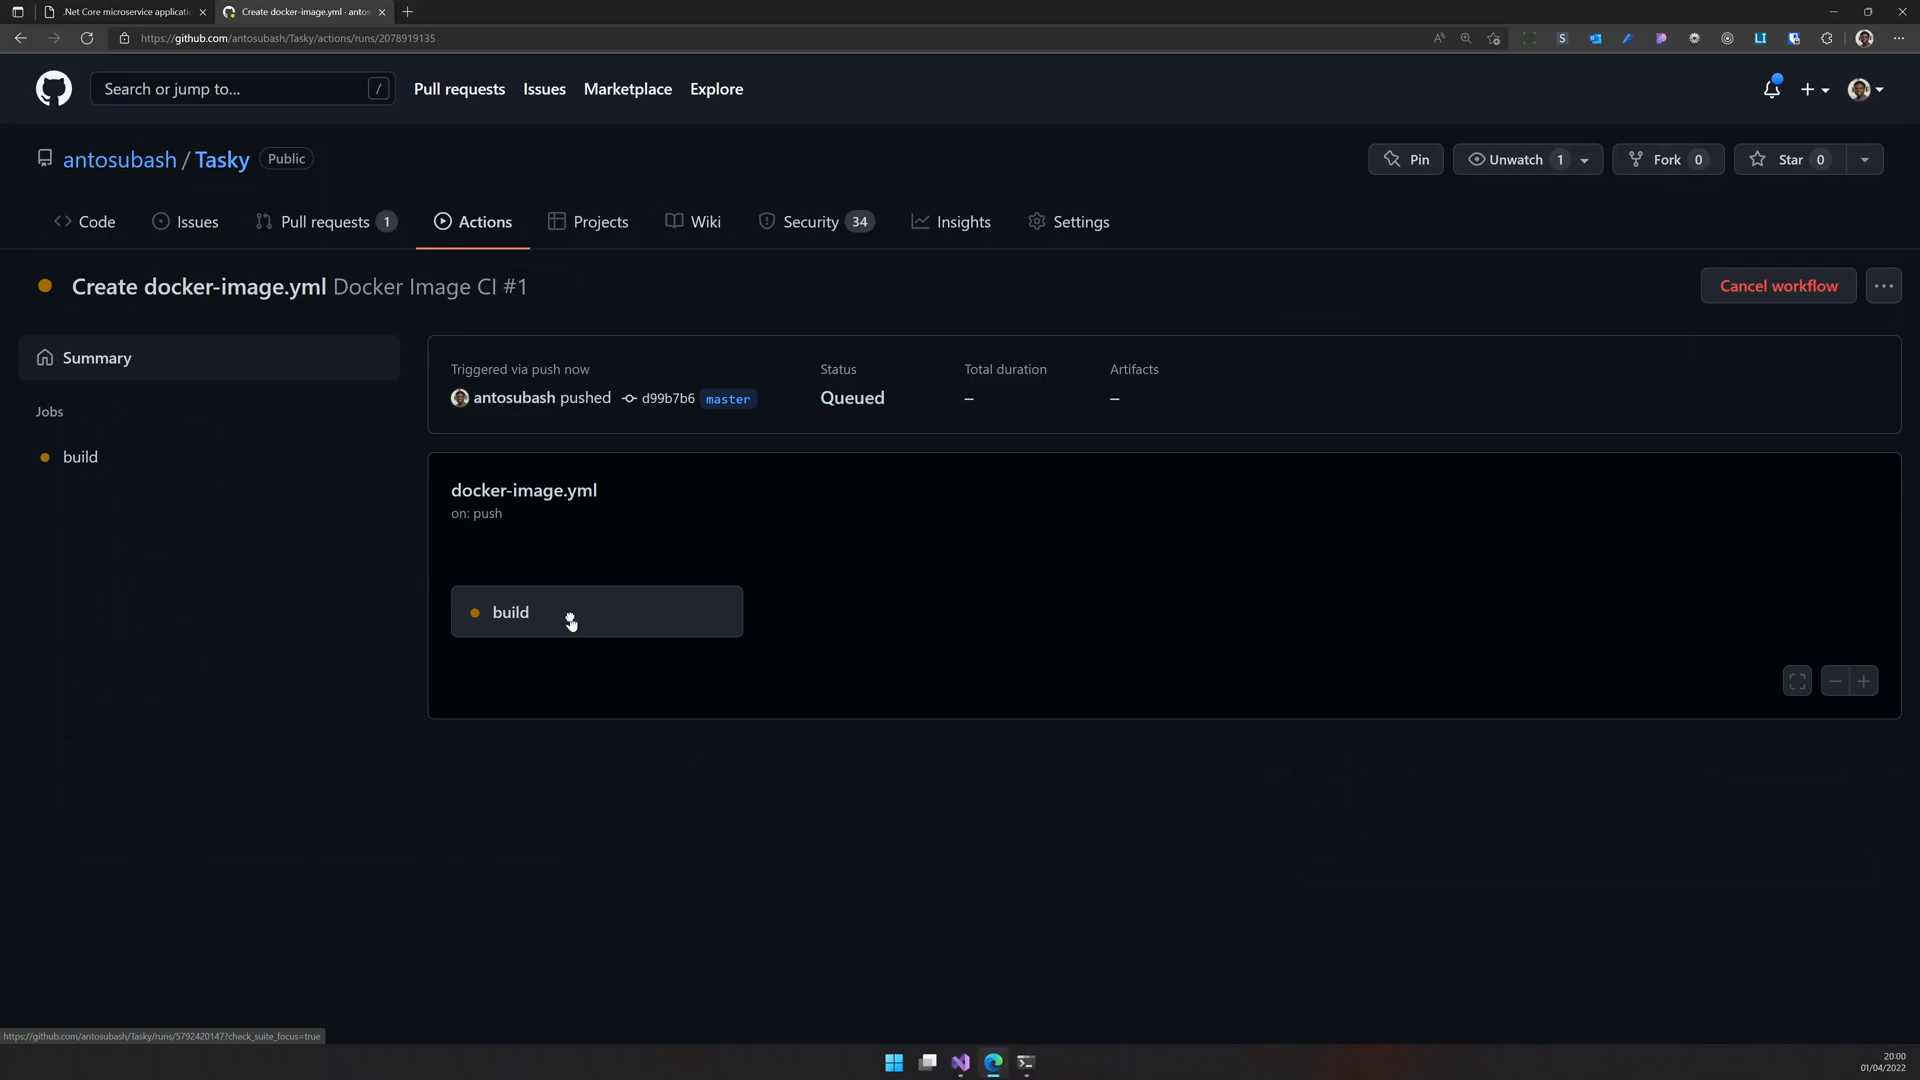 .Net Core microservice applicati
Create docker-image.yml · antos
https://github.com/antosubash/Tasky/actions/runs/2078919135
Search or jump to...
/
Pull requests
Issues
Marketplace
Explore
antosubash / Tasky
Public
Pin
Unwatch 1
Fork 0
Star 0
Code
Issues
Pull requests 1
Actions
Projects
Wiki
Security 34
Insights
Settings
Create docker-image.yml Docker Image CI #1
Cancel workflow
Summary
Jobs
build
Triggered via push now
antosubash pushed d99b7b6 master
Status
Queued
Total duration
–
Artifacts
–
docker-image.yml
on: push
build
https://github.com/antosubash/Tasky/runs/5792420147?check_suite_focus=true
20:00
01/04/2022